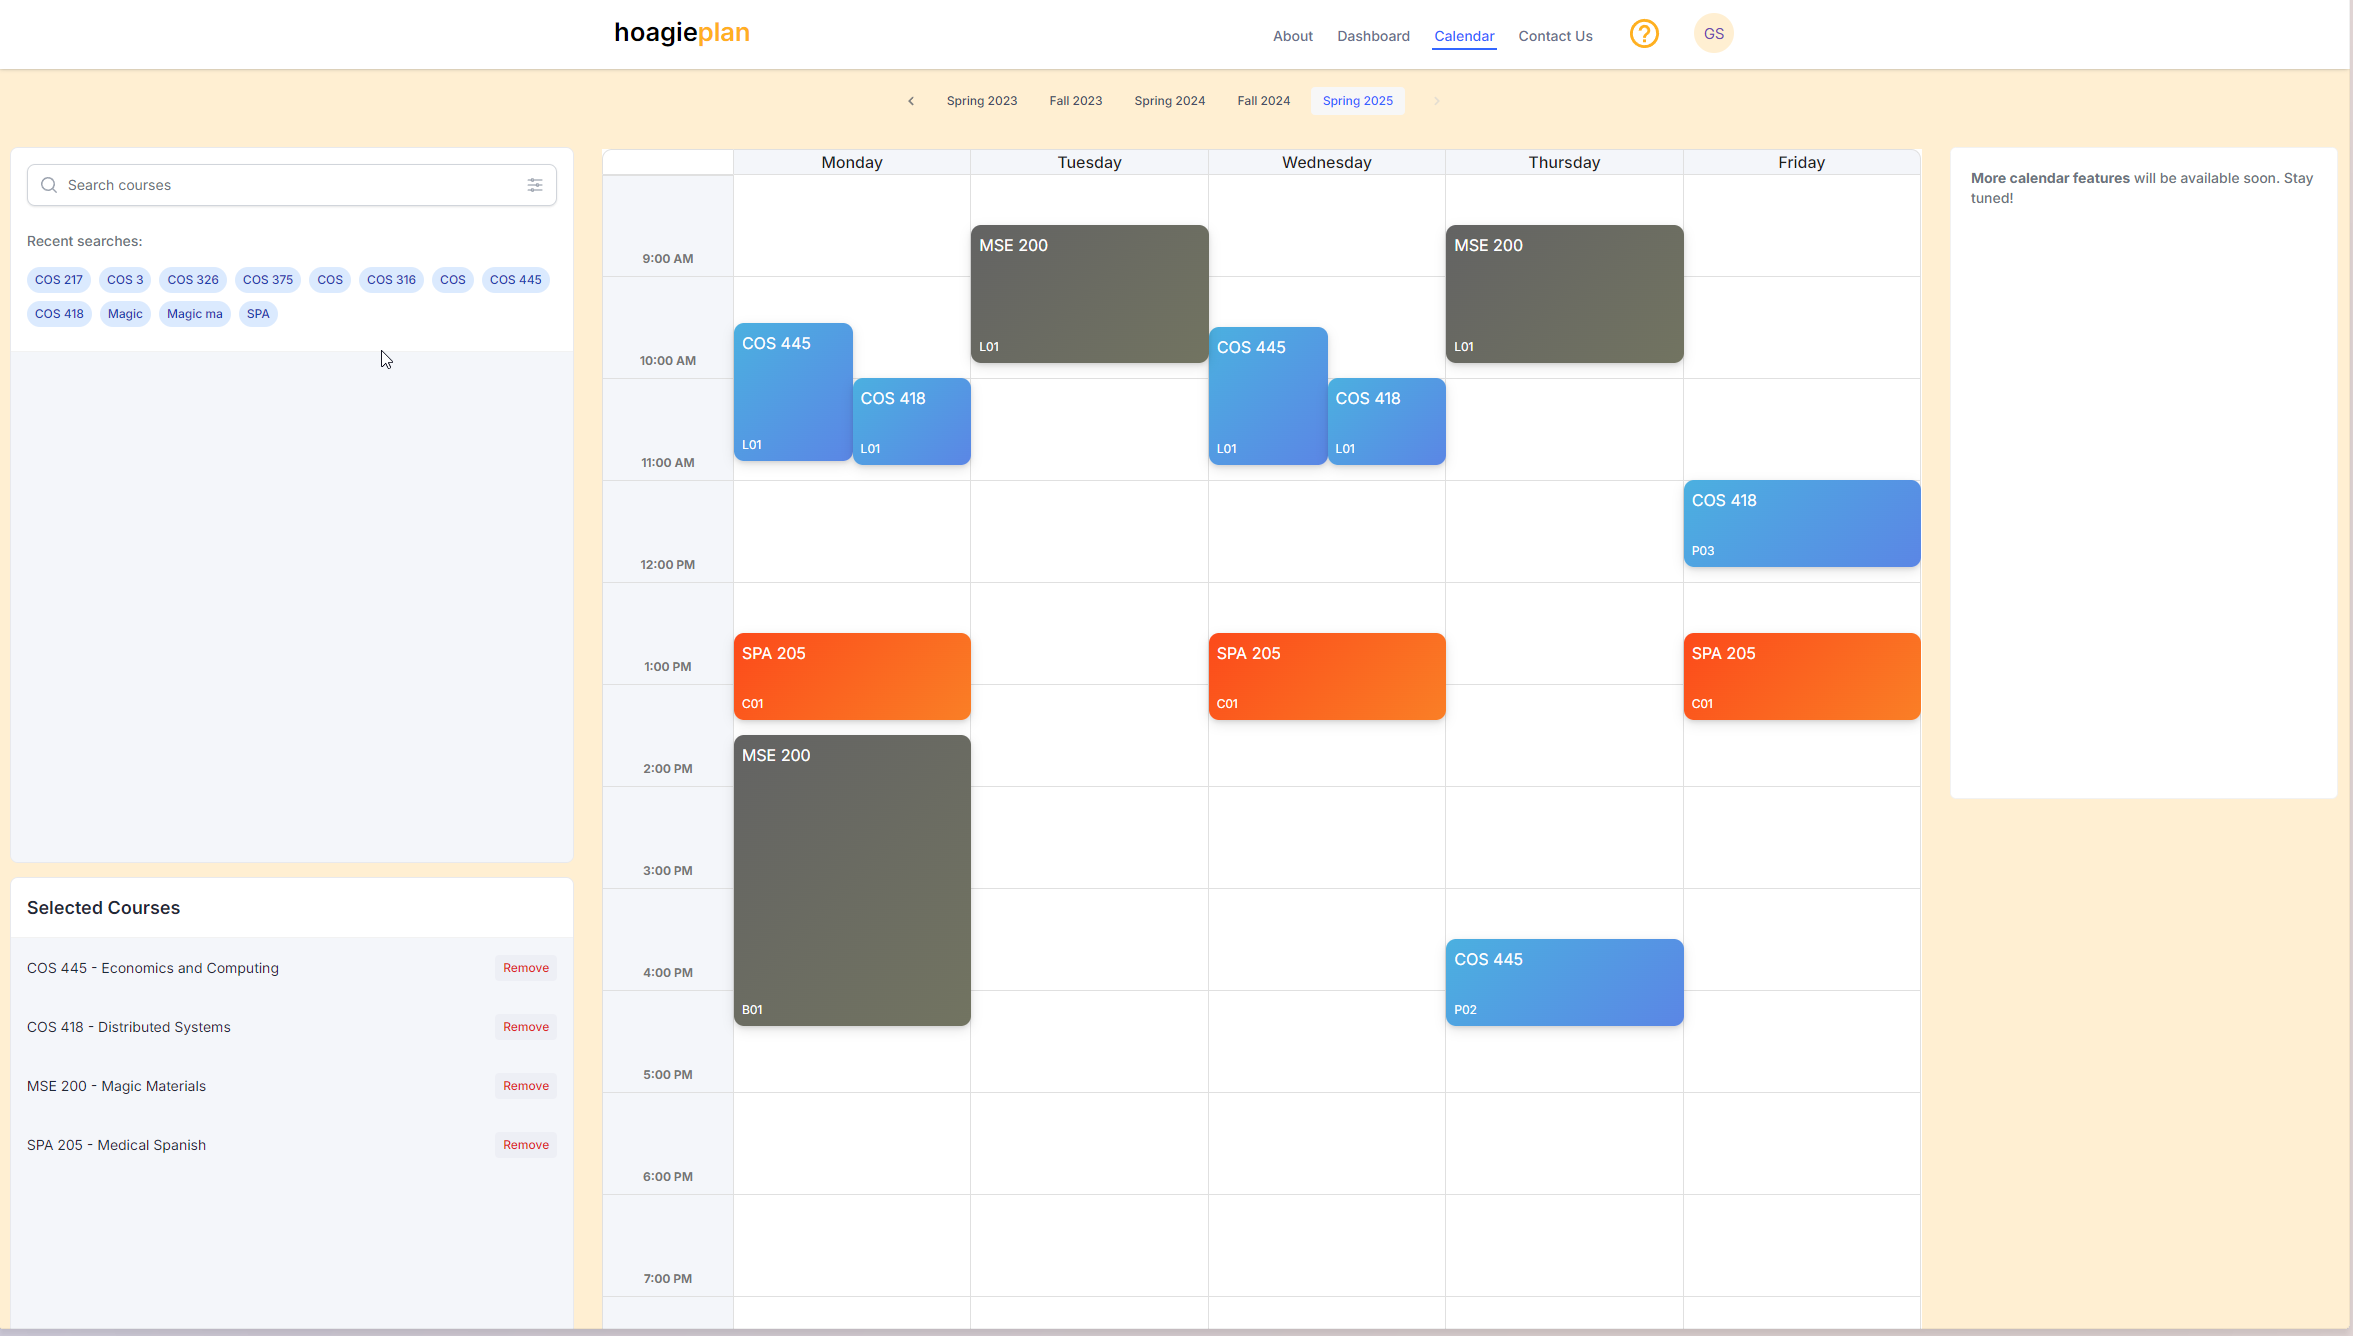 hoagieplan
About Dashboard Calendar Contact Us ? GS
Spring 2023 Fall 2023 Spring 2024 Fall 2024 Spring 2025
Search courses
Recent searches:
COS 217 COS 3 COS 326 COS 375 COS COS 316 COS COS 445
COS 418 Magic Magic ma SPA
Selected Courses
COS 445 - Economics and Computing Remove
COS 418 - Distributed Systems Remove
MSE 200 - Magic Materials Remove
SPA 205 - Medical Spanish Remove
Monday Tuesday Wednesday Thursday Friday
MSE 200 MSE 200
9:00 AM
COS 445 COS 445
L01 L01
10:00 AM
COS 418 COS 418
L01 L01 L01 L01
11:00 AM
COS 418
P03
12:00 PM
SPA 205 SPA 205 SPA 205
1:00 PM
C01 C01 C01
MSE 200
2:00 PM
3:00 PM
COS 445
4:00 PM
B01 P02
5:00 PM
6:00 PM
7:00 PM
More calendar features will be available soon. Stay
tuned!